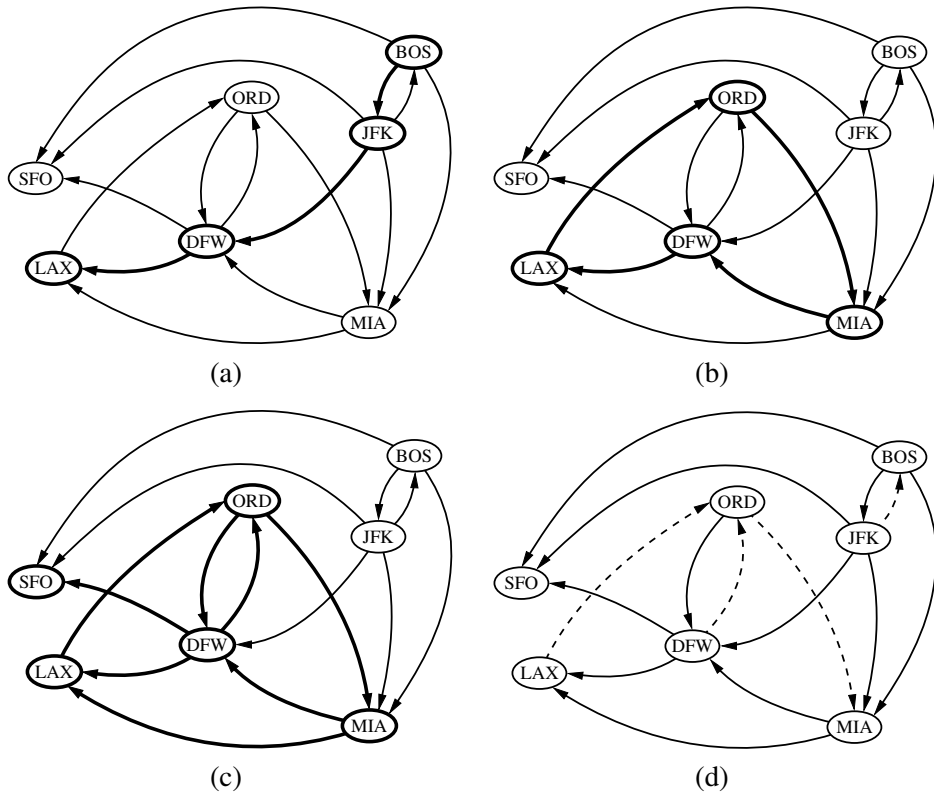 BOS
ORD
JFK
SFO
DFW
LAX
MIA
(a)
BOS
ORD
JFK
SFO
DFW
LAX
MIA
(b)
BOS
ORD
JFK
SFO
DFW
LAX
MIA
(c)
BOS
ORD
JFK
SFO
DFW
LAX
MIA
(d)